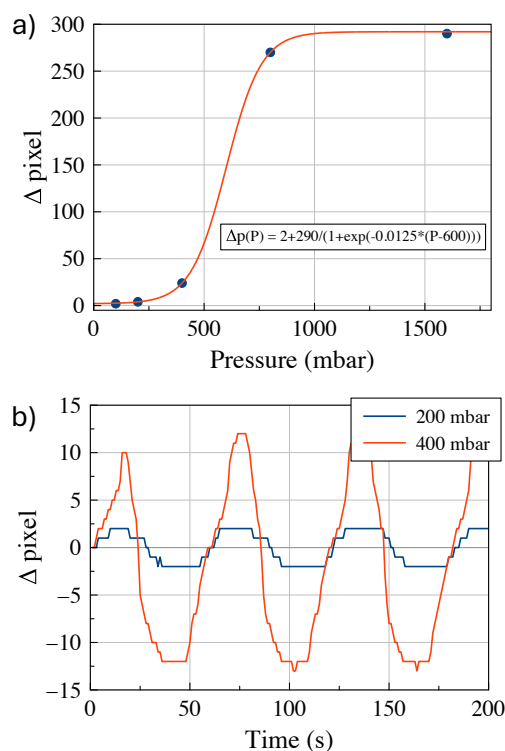 a)
300
250
200
150
100
50
0
Δ pixel
Δp(P) = 2+290/(1+exp(-0.0125*(P-600)))
0 500 1000 1500
Pressure (mbar)
b)
15
10
5
0
−5
−10
−15
Δ pixel
200 mbar
400 mbar
0 50 100 150 200
Time (s)